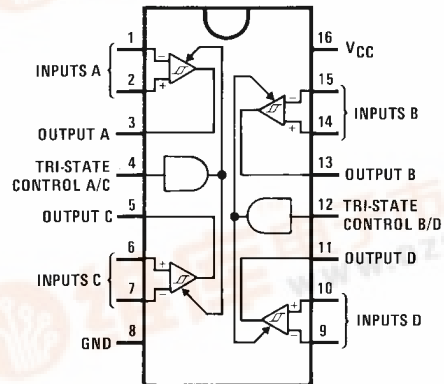 1
INPUTS A
2
OUTPUT A
3
TRI-STATE
CONTROL A/C
4
OUTPUT C
5
6
INPUTS C
7
GND
8
16
VCC
15
INPUTS B
14
13
OUTPUT B
12
TRI-STATE
CONTROL B/D
11
OUTPUT D
10
INPUTS D
9
−
+
+
−
−
+
+
−